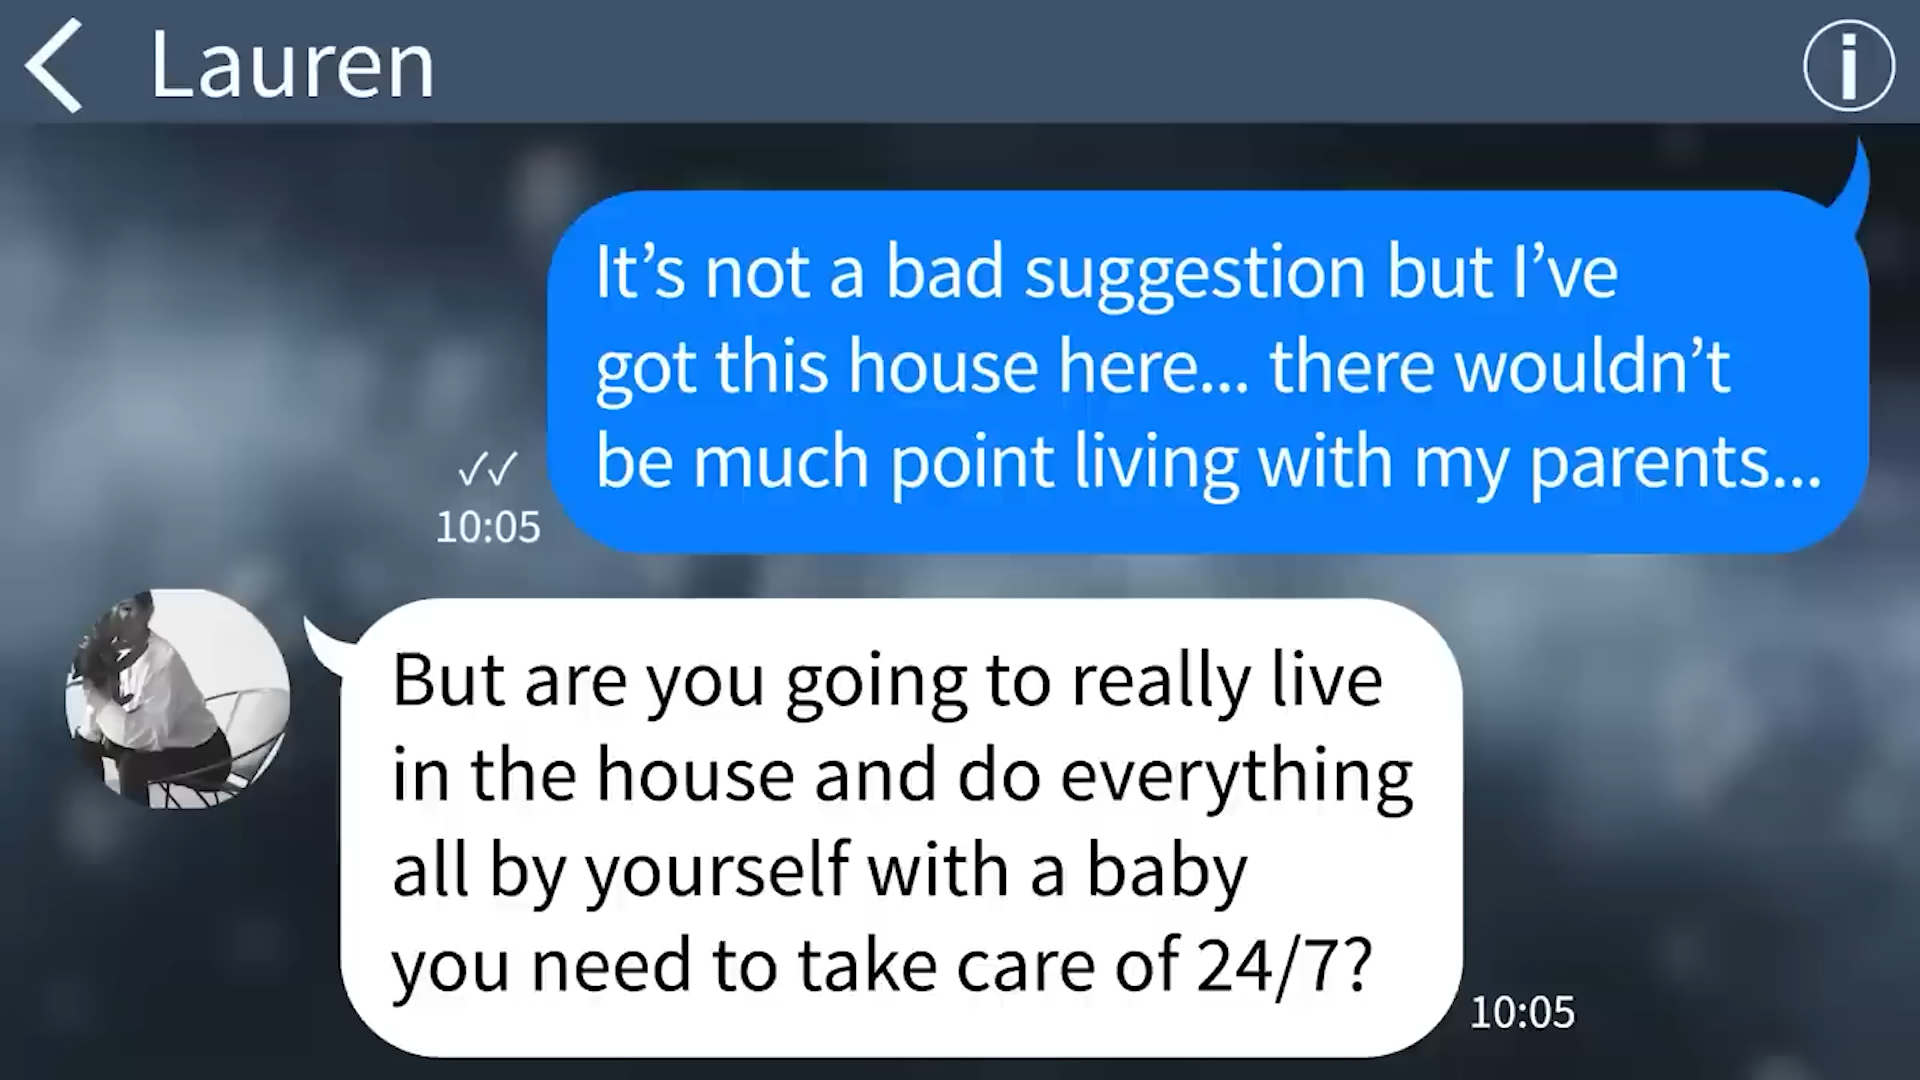 Lauren
It’s not a bad suggestion but I’ve
got this house here... there wouldn’t
be much point living with my parents...
10:05
But are you going to really live
in the house and do everything
all by yourself with a baby
you need to take care of 24/7?
10:05